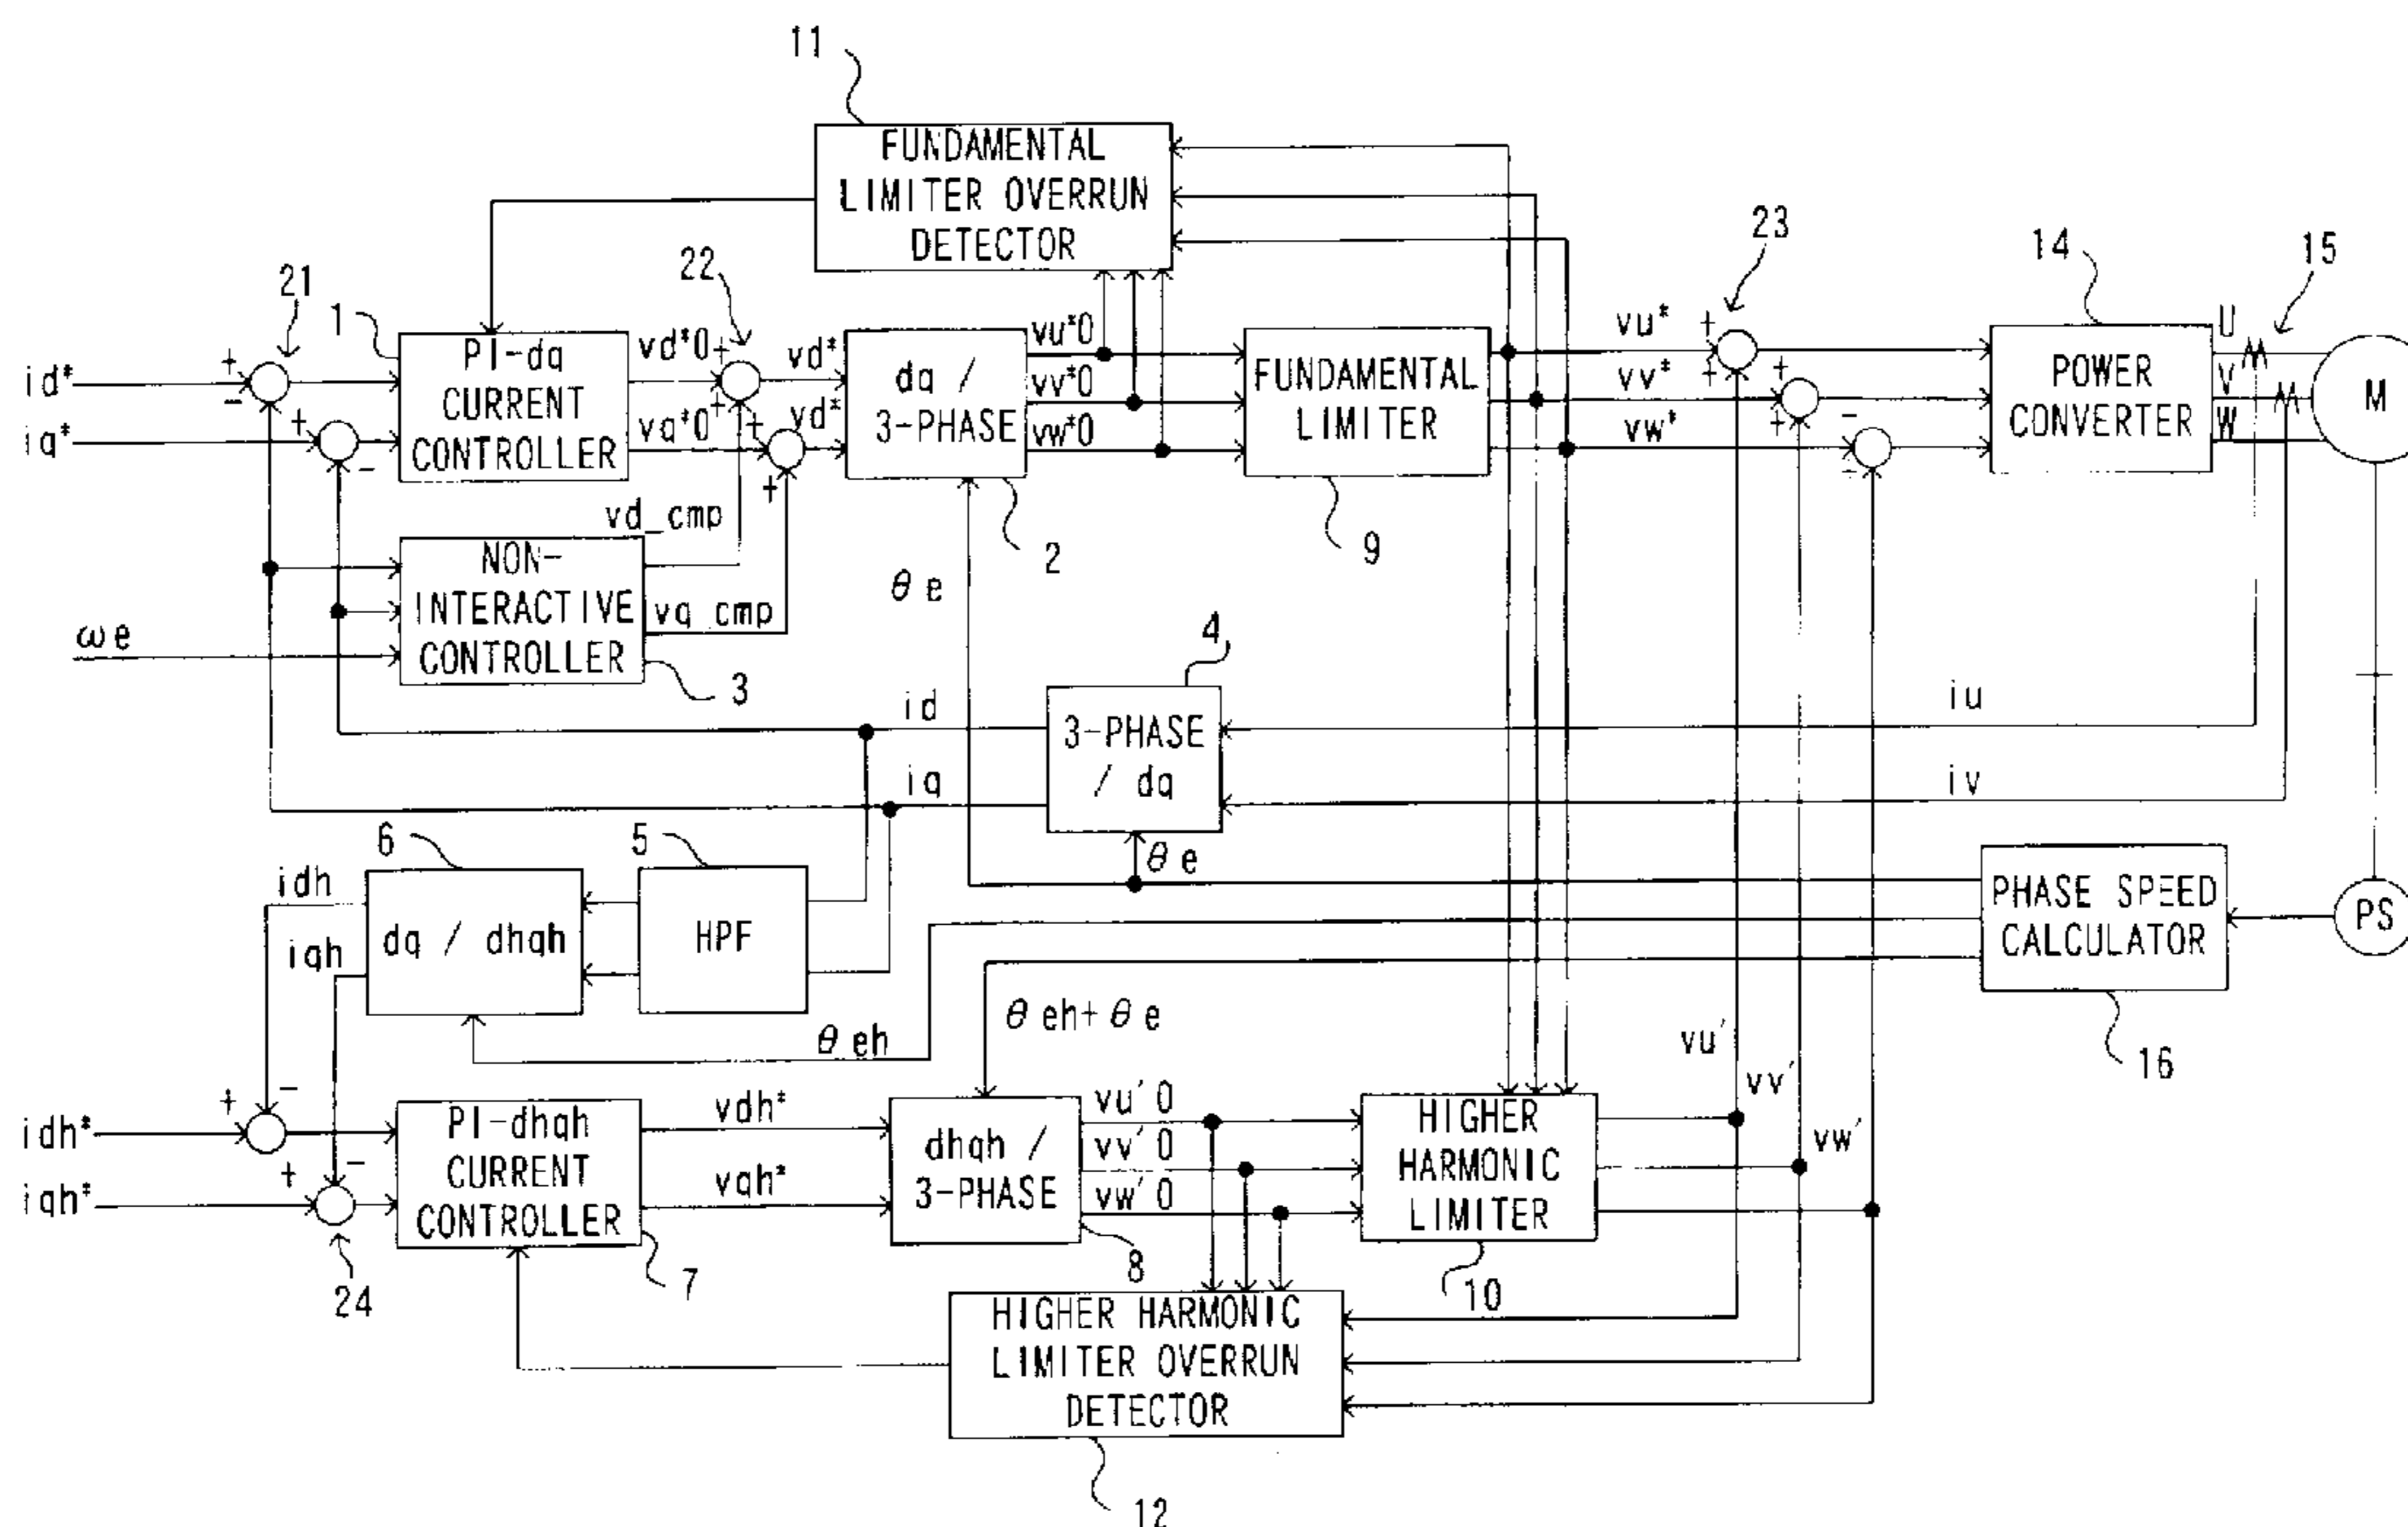 11
FUNDAMENTAL
LIMITER OVERRUN
DETECTOR
21
1
22
23
14
15
id*
+
-
PI-dq
CURRENT
CONTROLLER
vd*0
+
+
vd*
dq /
3-PHASE
vu*0
vv*0
vw*0
FUNDAMENTAL
LIMITER
vu*
vv*
vw*
+
+
+
+
-
-
POWER
CONVERTER
U
V
W
M
iq*
+
-
vq*0
+
+
vd*
vd_cmp
2
9
NON-
INTERACTIVE
CONTROLLER
vq_cmp
ωe
3
θe
4
3-PHASE
/ dq
id
iq
iu
iv
θe
6
5
idh
iqh
dq / dhqh
HPF
PHASE SPEED
CALCULATOR
PS
θeh
θeh+θe
16
vu'
vv'
vw'
idh*
+
-
iqh*
+
-
24
PI-dhqh
CURRENT
CONTROLLER
7
vdh*
vqh*
dhqh /
3-PHASE
8
vu'0
vv'0
vw'0
HIGHER
HARMONIC
LIMITER
10
HIGHER HARMONIC
LIMITER OVERRUN
DETECTOR
12